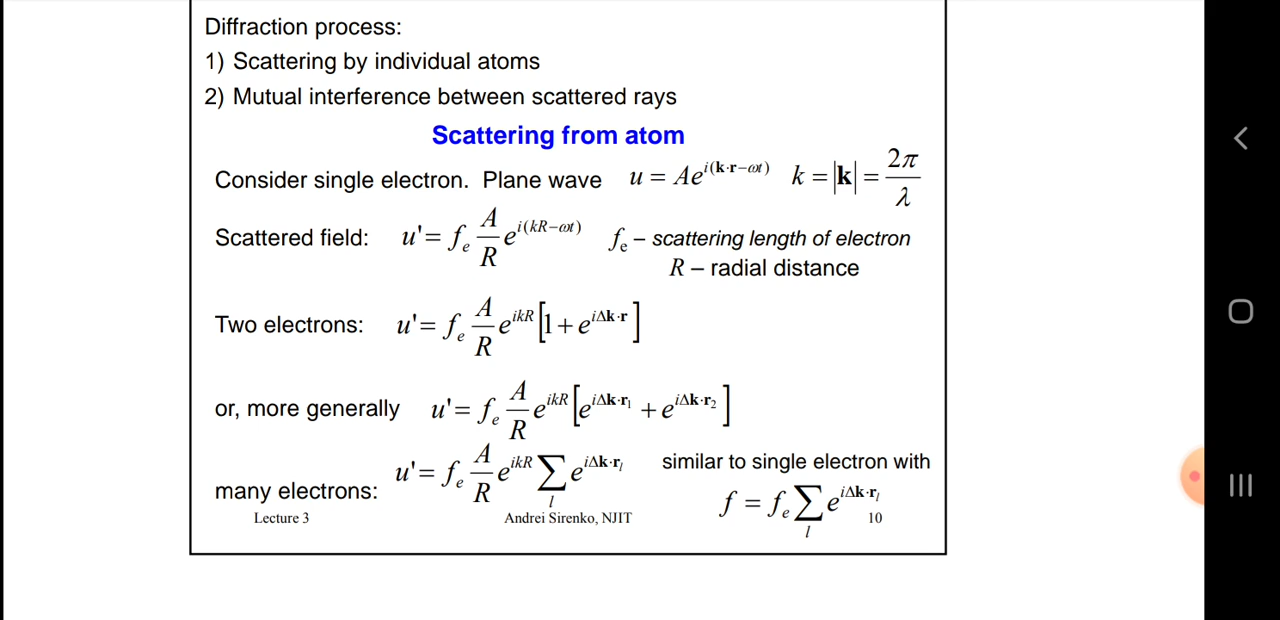 Diffraction process:
1) Scattering by individual atoms
2) Mutual interference between scattered rays
Scattering from atom
Consider single electron. Plane wave u = Ae^{i(k·r−ωt)} k = |k| = 2π/λ
Scattered field: u' = f_e A/R e^{i(kR−ωt)} f_e – scattering length of electron
R – radial distance
Two electrons: u' = f_e A/R e^{ikR} [1 + e^{iΔk·r}]
or, more generally u' = f_e A/R e^{ikR} [e^{iΔk·r_1} + e^{iΔk·r_2}]
many electrons: u' = f_e A/R e^{ikR} ∑_l e^{iΔk·r_l} similar to single electron with
f = f_e ∑_l e^{iΔk·r_l}
Lecture 3 Andrei Sirenko, NJIT 10